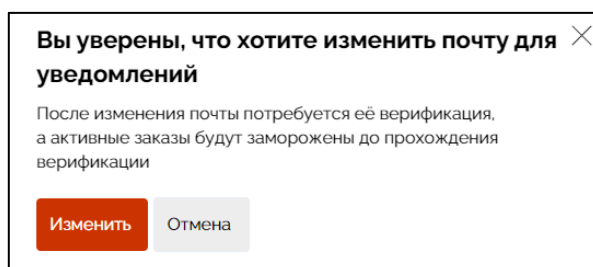 Вы уверены, что хотите изменить почту для
уведомлений
После изменения почты потребуется её верификация,
а активные заказы будут заморожены до прохождения
верификации
Изменить Отмена